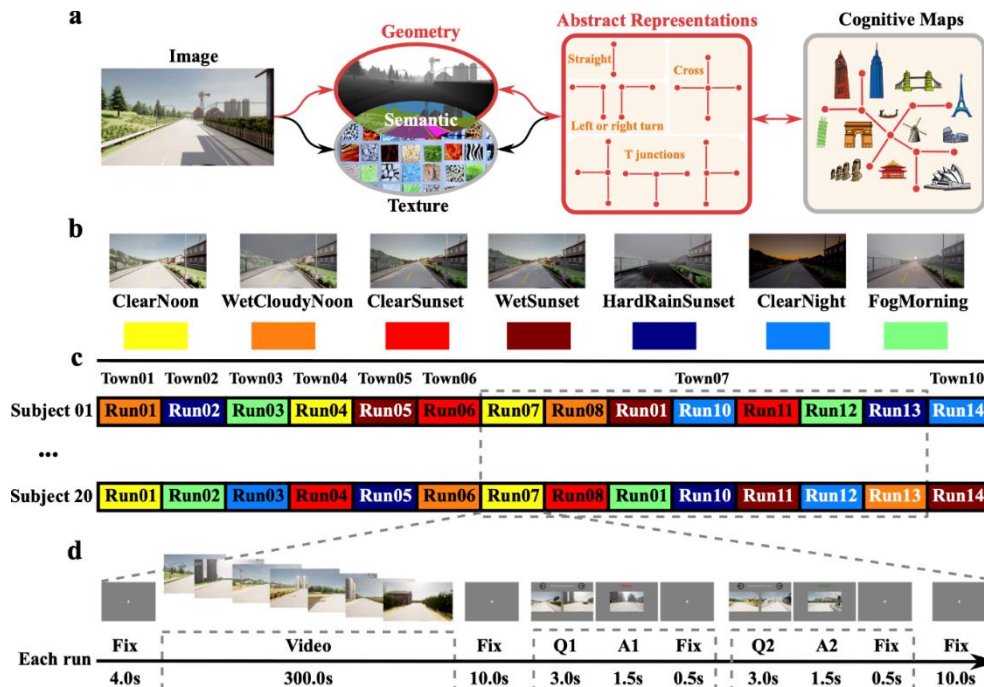 a
Abstract Representations
Cognitive Maps
Geometry
Image
Straight
Cross
Semantic
Left or right turn
T junctions
Texture
b
ClearNoon WetCloudyNoon ClearSunset WetSunset HardRainSunset ClearNight FogMorning
c
Town01 Town02 Town03 Town04 Town05 Town06 Town07 Town10
Subject 01 Run01 Run02 Run03 Run04 Run05 Run06 Run07 Run08 Run01 Run10 Run11 Run12 Run13 Run14
...
Subject 20 Run01 Run02 Run03 Run04 Run05 Run06 Run07 Run08 Run01 Run10 Run11 Run12 Run13 Run14
d
Fix Video Fix Q1 A1 Fix Q2 A2 Fix Fix
Each run
4.0s 300.0s 10.0s 3.0s 1.5s 0.5s 3.0s 1.5s 0.5s 10.0s